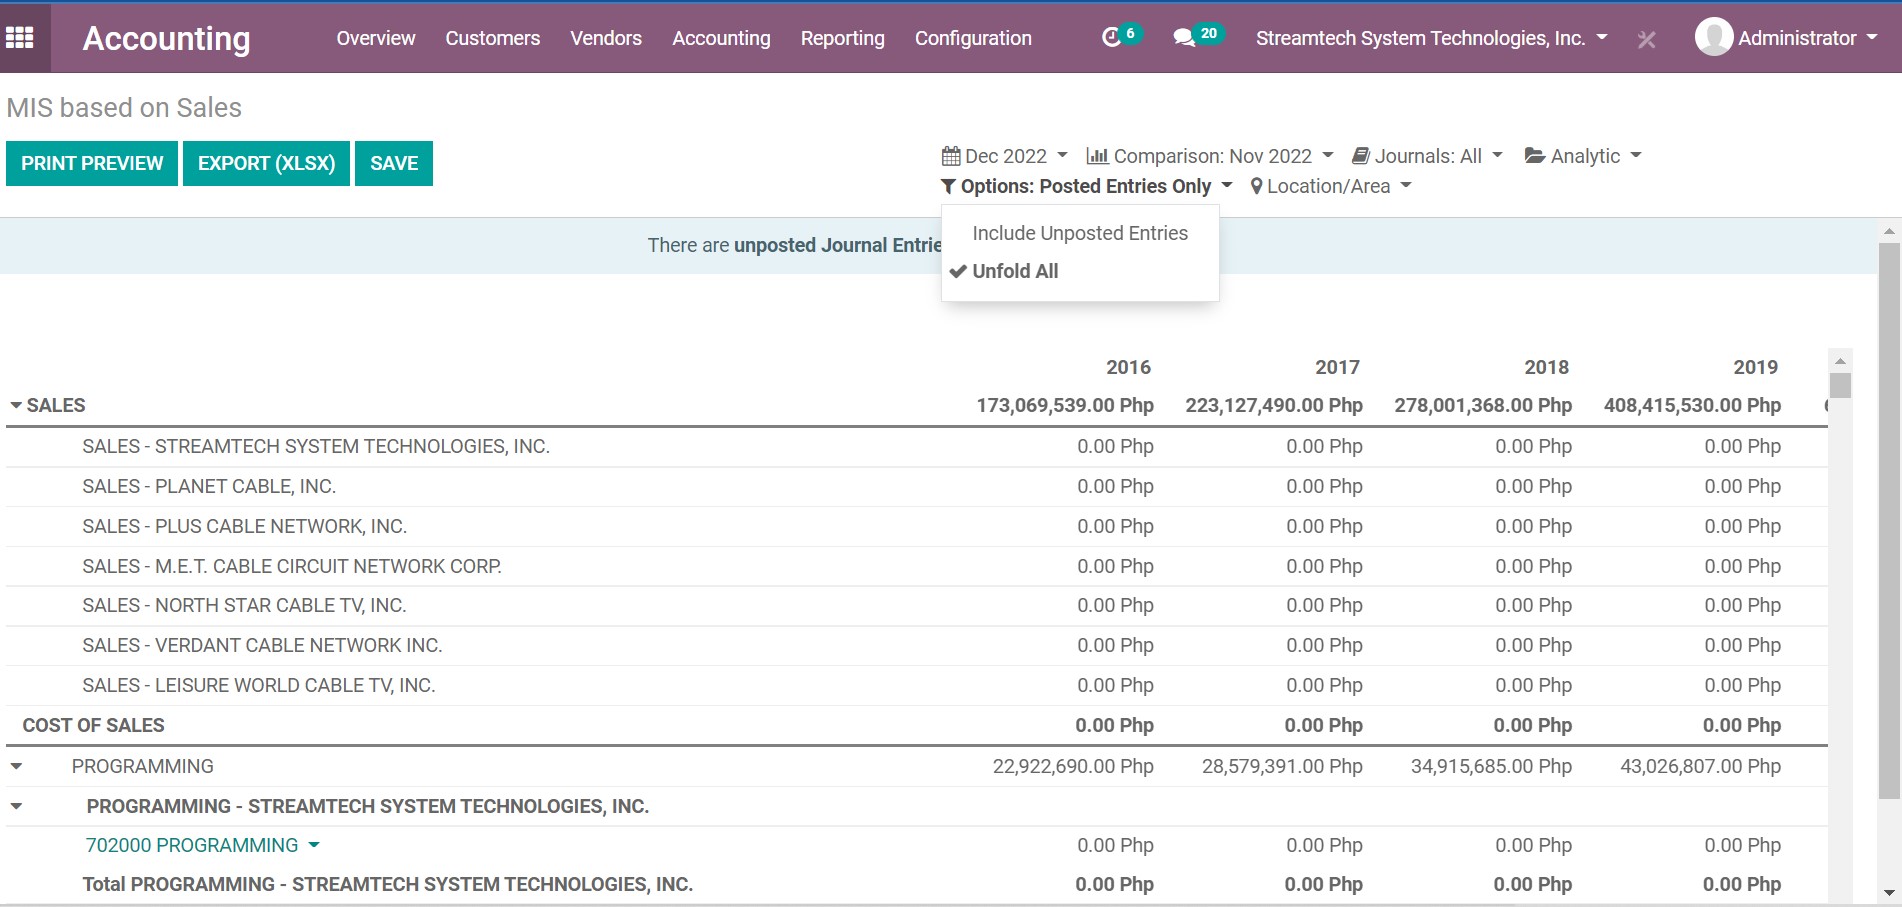 Accounting Overview Customers Vendors Accounting Reporting Configuration 6 20 Streamtech System Technologies, Inc. Administrator
MIS based on Sales
PRINT PREVIEW EXPORT (XLSX) SAVE
Dec 2022 Comparison: Nov 2022 Journals: All Analytic
Options: Posted Entries Only Location/Area
Include Unposted Entries
There are unposted Journal Entrie
Unfold All
2016 2017 2018 2019
SALES 173,069,539.00 Php 223,127,490.00 Php 278,001,368.00 Php 408,415,530.00 Php
SALES - STREAMTECH SYSTEM TECHNOLOGIES, INC. 0.00 Php 0.00 Php 0.00 Php 0.00 Php
SALES - PLANET CABLE, INC. 0.00 Php 0.00 Php 0.00 Php 0.00 Php
SALES - PLUS CABLE NETWORK, INC. 0.00 Php 0.00 Php 0.00 Php 0.00 Php
SALES - M.E.T. CABLE CIRCUIT NETWORK CORP. 0.00 Php 0.00 Php 0.00 Php 0.00 Php
SALES - NORTH STAR CABLE TV, INC. 0.00 Php 0.00 Php 0.00 Php 0.00 Php
SALES - VERDANT CABLE NETWORK INC. 0.00 Php 0.00 Php 0.00 Php 0.00 Php
SALES - LEISURE WORLD CABLE TV, INC. 0.00 Php 0.00 Php 0.00 Php 0.00 Php
COST OF SALES 0.00 Php 0.00 Php 0.00 Php 0.00 Php
PROGRAMMING 22,922,690.00 Php 28,579,391.00 Php 34,915,685.00 Php 43,026,807.00 Php
PROGRAMMING - STREAMTECH SYSTEM TECHNOLOGIES, INC.
702000 PROGRAMMING 0.00 Php 0.00 Php 0.00 Php 0.00 Php
Total PROGRAMMING - STREAMTECH SYSTEM TECHNOLOGIES, INC. 0.00 Php 0.00 Php 0.00 Php 0.00 Php